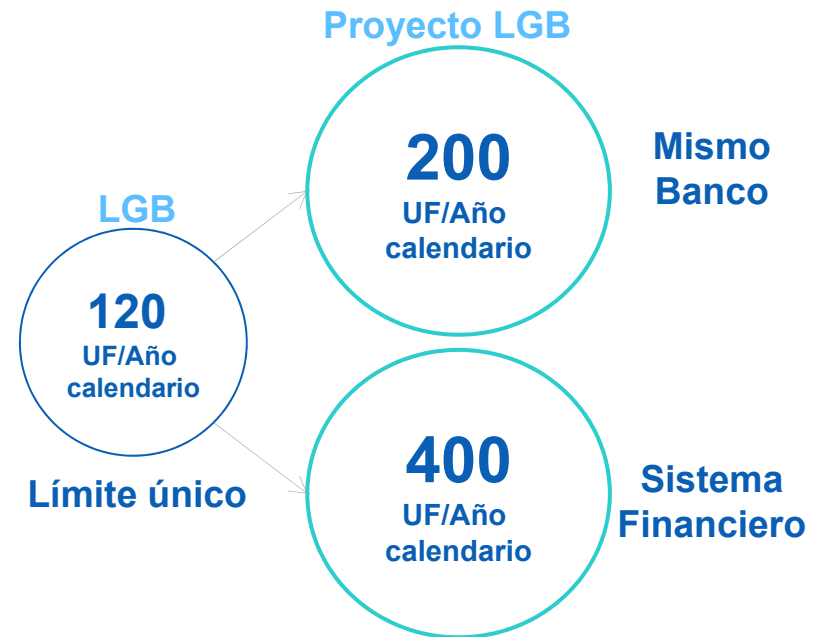 Proyecto LGB
200
UF/Año
calendario
Mismo
Banco
LGB
120
UF/Año
calendario
Límite único
400
UF/Año
calendario
Sistema
Financiero